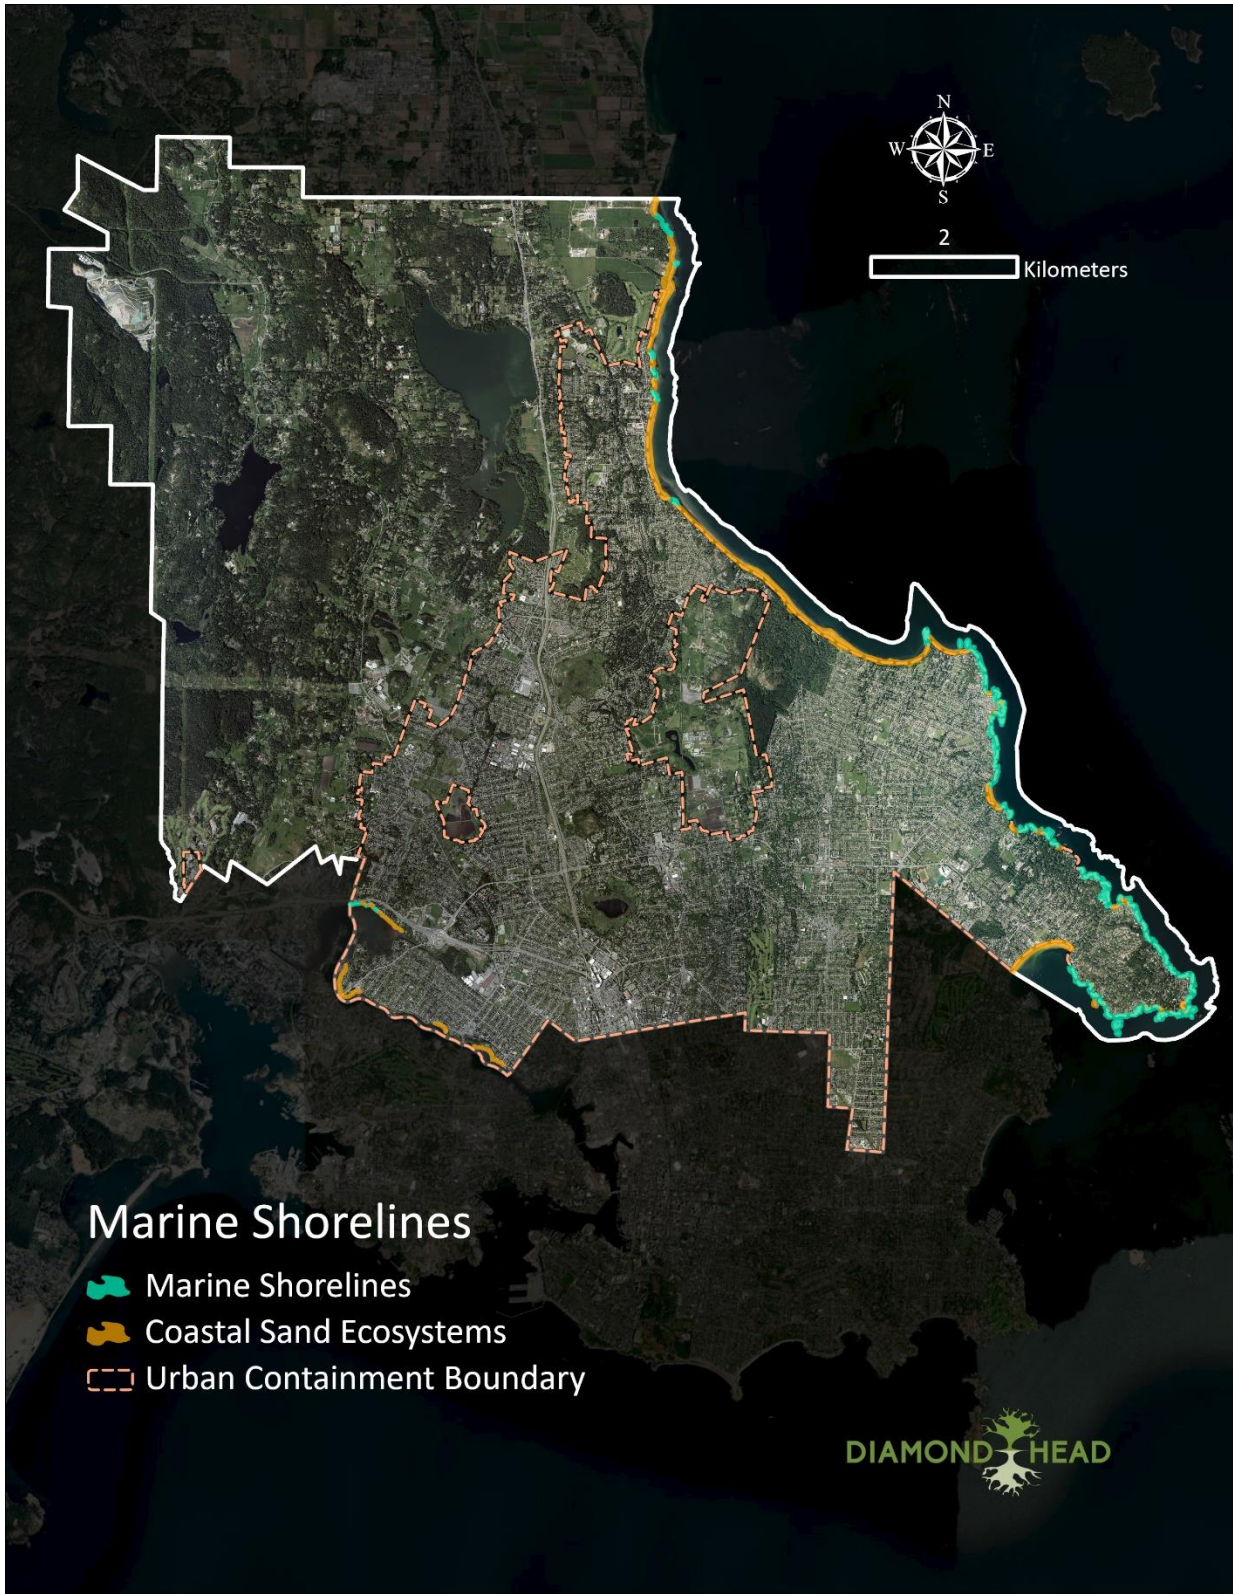 N
W E
S
2
Kilometers
Marine Shorelines
Marine Shorelines
Coastal Sand Ecosystems
Urban Containment Boundary
DIAMOND HEAD